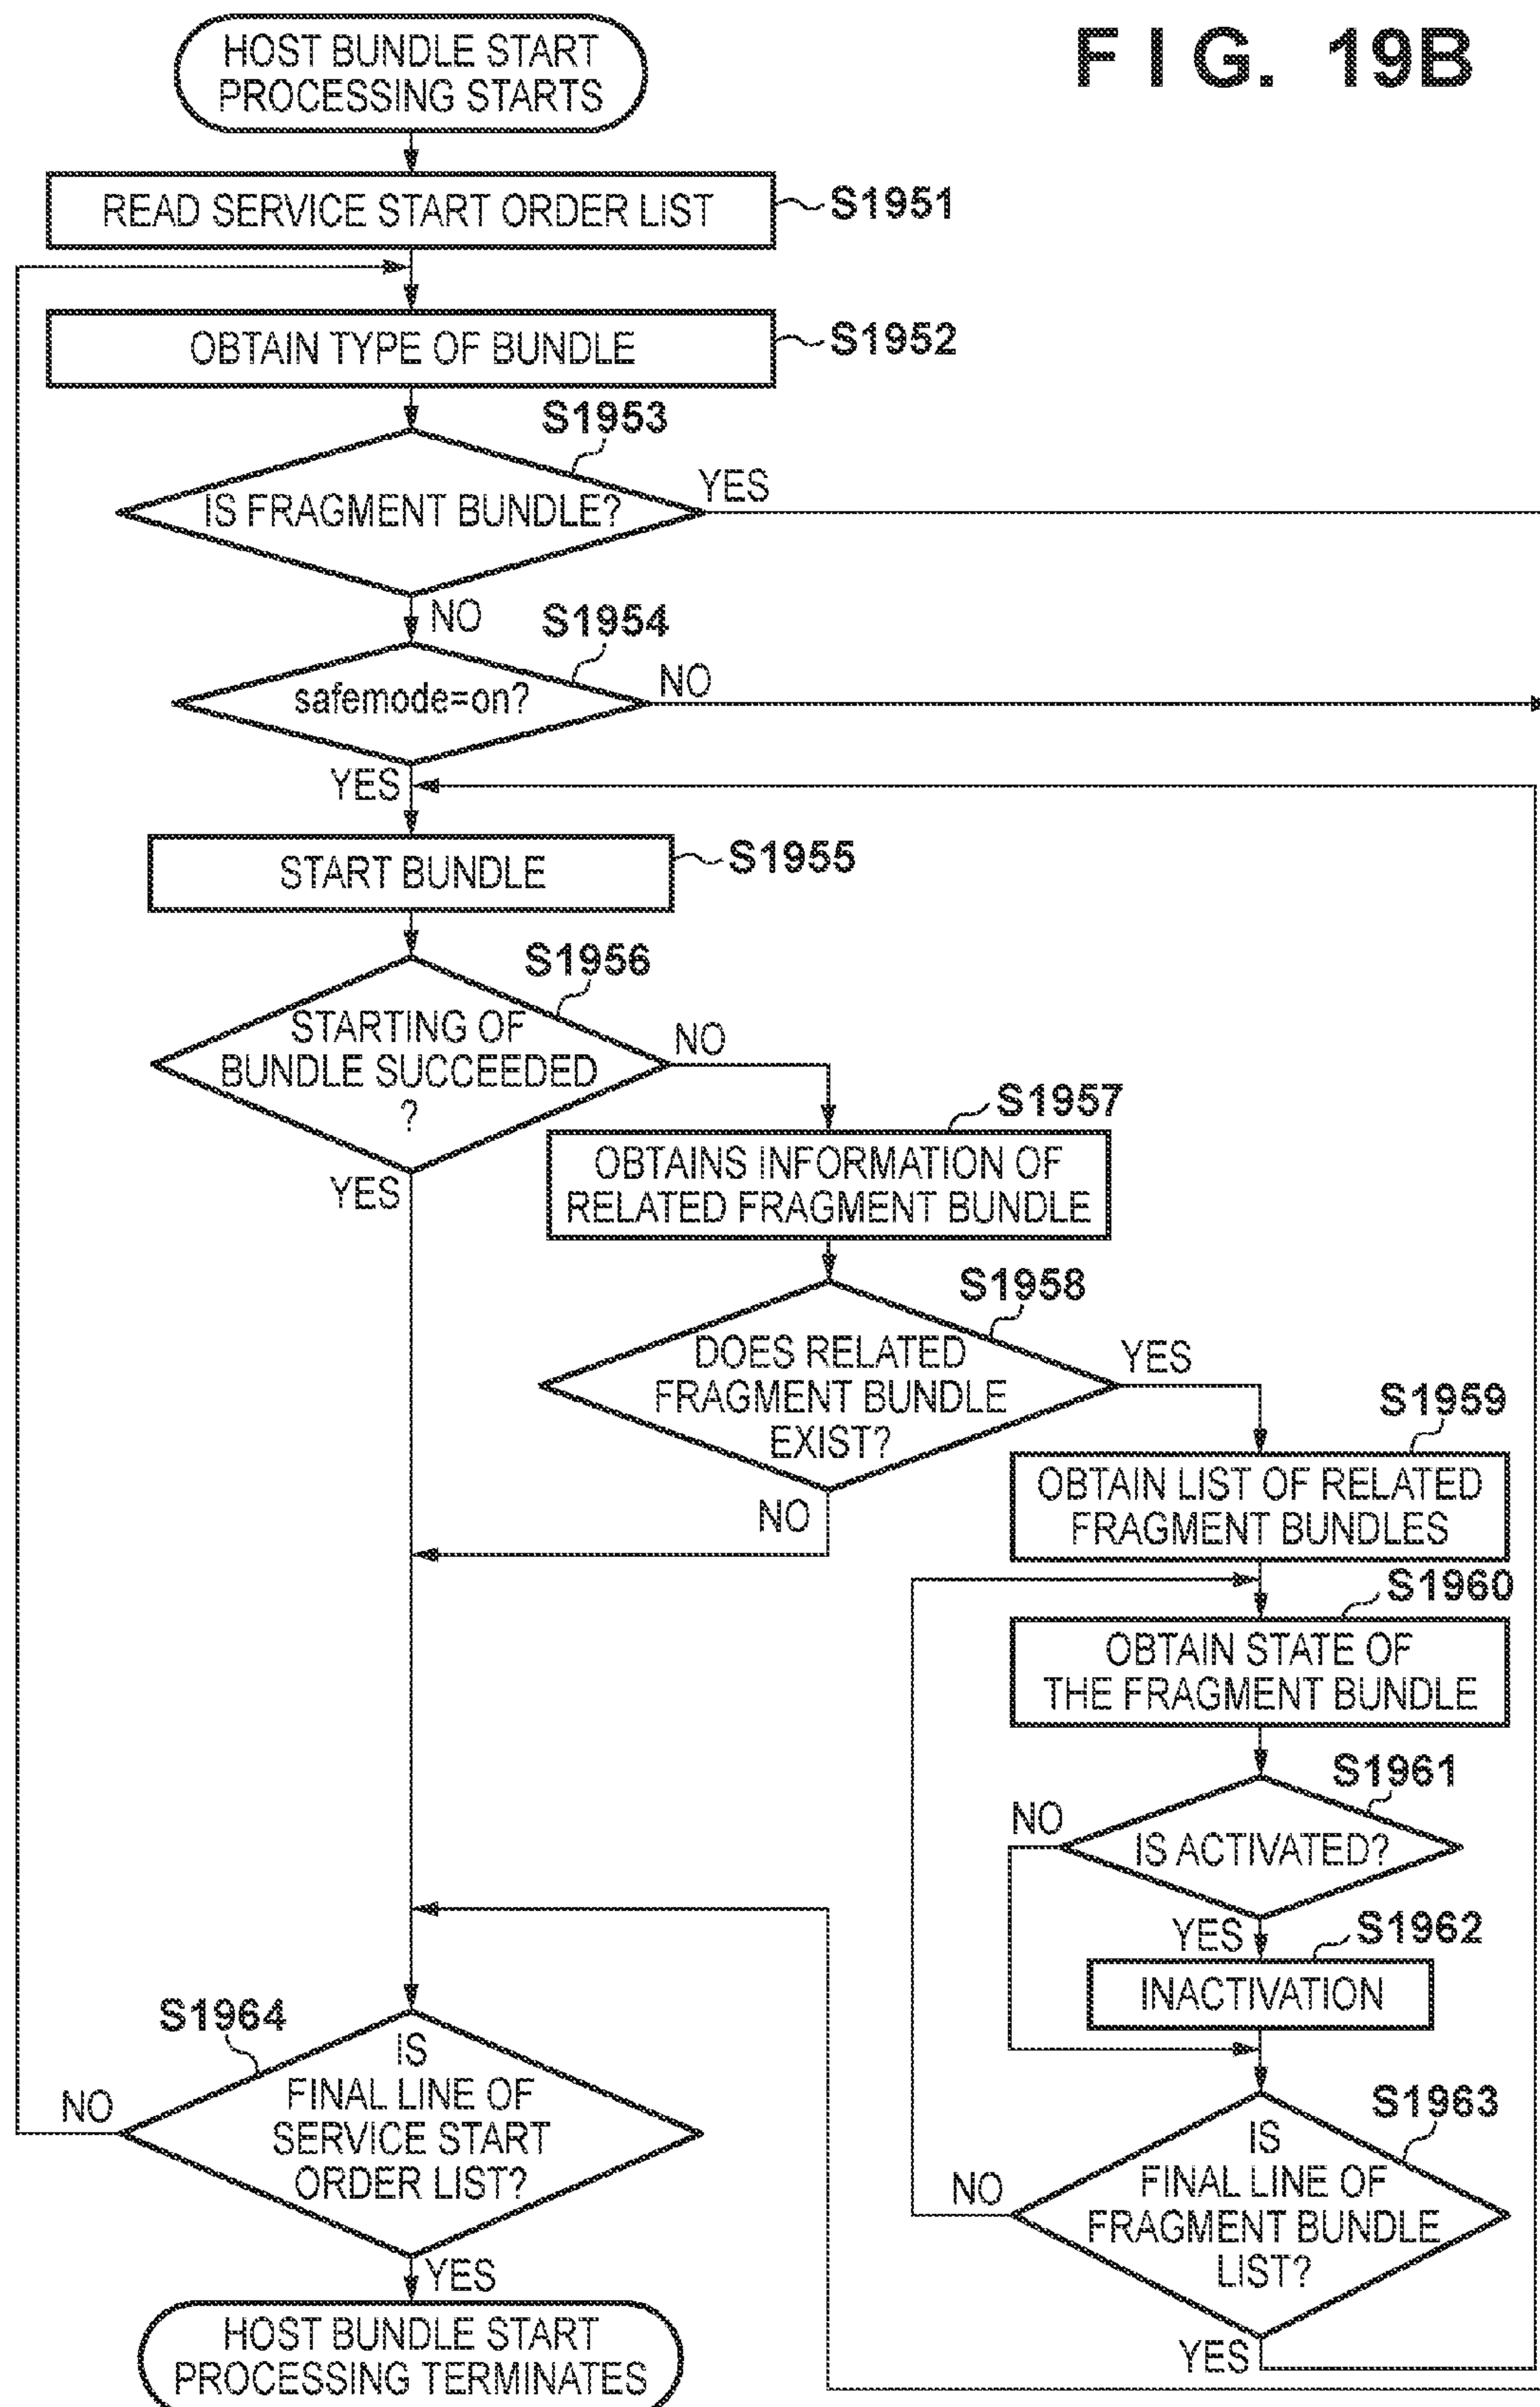 FIG. 19B
HOST BUNDLE START
PROCESSING STARTS
READ SERVICE START ORDER LIST
S1951
OBTAIN TYPE OF BUNDLE
S1952
S1953
IS FRAGMENT BUNDLE?
YES
NO
S1954
safemode=on?
NO
YES
START BUNDLE
S1955
S1956
STARTING OF
BUNDLE SUCCEEDED
?
NO
YES
S1957
OBTAINS INFORMATION OF
RELATED FRAGMENT BUNDLE
S1958
DOES RELATED
FRAGMENT BUNDLE
EXIST?
YES
NO
S1959
OBTAIN LIST OF RELATED
FRAGMENT BUNDLES
S1960
OBTAIN STATE OF
THE FRAGMENT BUNDLE
S1961
NO
IS ACTIVATED?
YES
S1962
INACTIVATION
S1963
IS
FINAL LINE OF
FRAGMENT BUNDLE
LIST?
NO
YES
S1964
IS
FINAL LINE OF
SERVICE START
ORDER LIST?
NO
YES
HOST BUNDLE START
PROCESSING TERMINATES